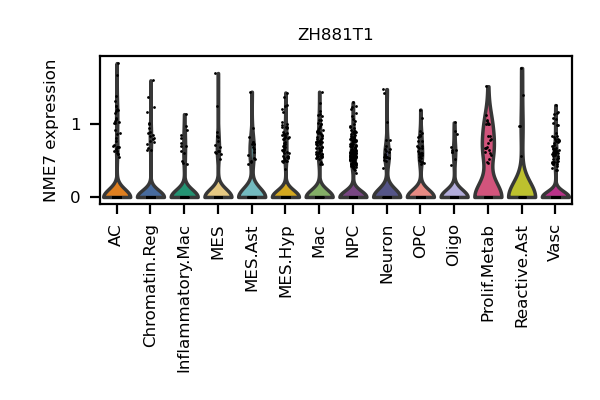 ZH881T1
NME7 expression
1
0
AC
Chromatin.Reg
Inflammatory.Mac
MES
MES.Ast
MES.Hyp
Mac
NPC
Neuron
OPC
Oligo
Prolif.Metab
Reactive.Ast
Vasc